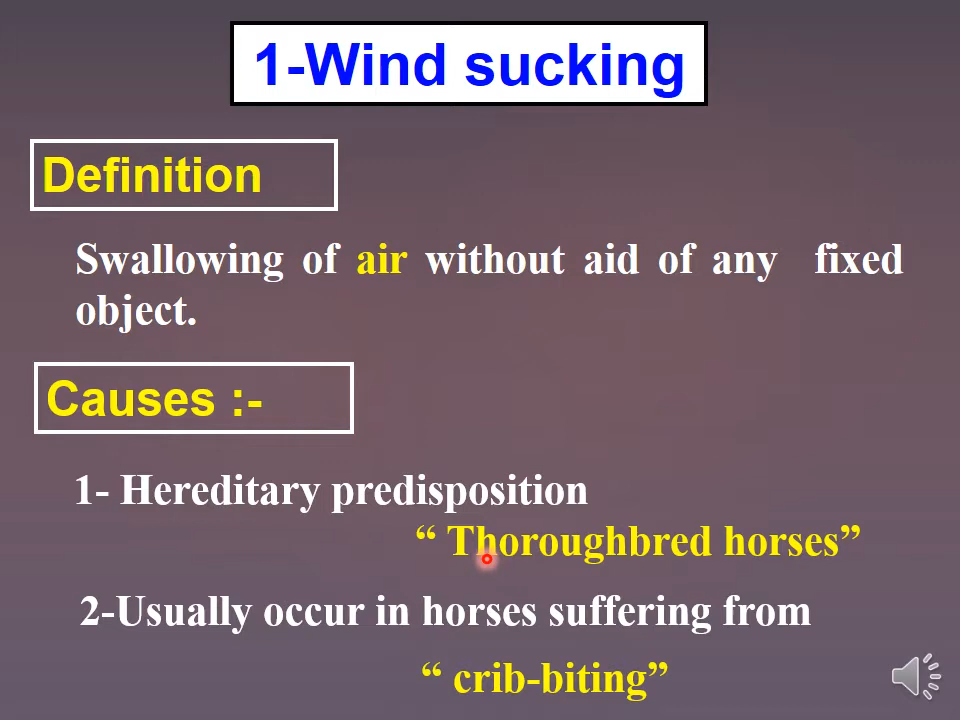 1-Wind sucking
Definition
Swallowing of air without aid of any fixed
object.
Causes :-
1- Hereditary predisposition
“ Thoroughbred horses”
2-Usually occur in horses suffering from
“ crib-biting”